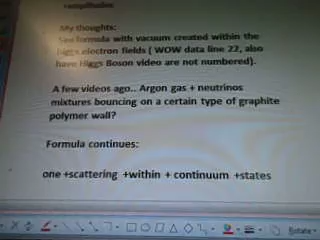 My thoughts:
See formula with vacuum created within the
higgs electron fields ( WOW data line 22, also
have Higgs Boson video are not numbered).
A few videos ago.. Argon gas + neutrinos
mixtures bouncing on a certain type of graphite
polymer wall?
Formula continues:
one +scattering +within + continuum +states
Rotate